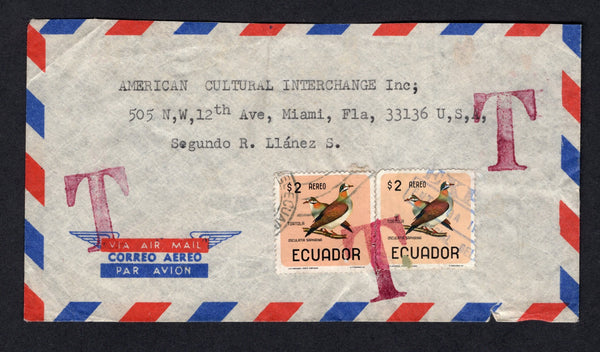 AMERICAN CULTURAL INTERCHANGE Inc;
505 N,W,12th Ave, Miami, Fla, 33136 U,S,A,
Segundo R. Llánez S.
T
T
$2 AEREO
$2 AEREO
TORTOLA
ECUADOR
ECUADOR
T
VIA AIR MAIL
CORREO AEREO
PAR AVION